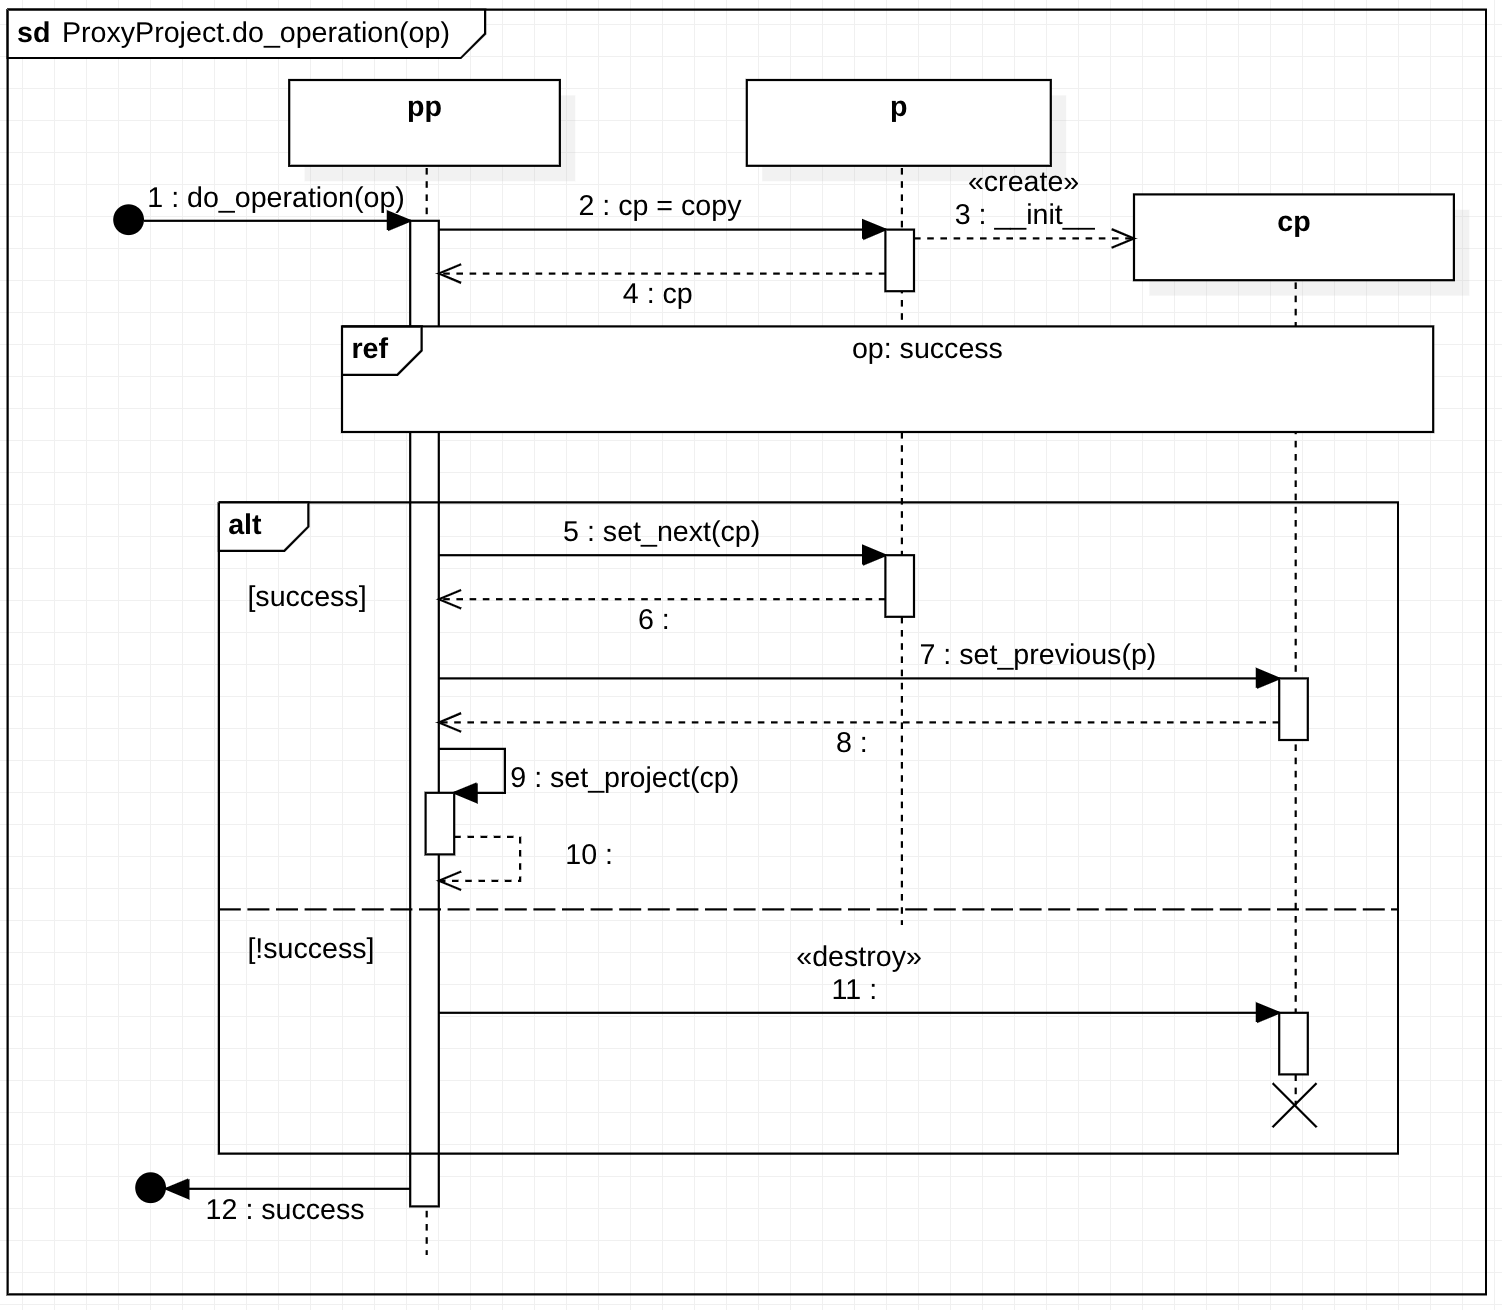 sd ProxyProject.do_operation(op)
pp
p
1 : do_operation(op)
2 : cp = copy
«create»
3 : __init__
cp
4 : cp
ref
op: success
alt
5 : set_next(cp)
[success]
6 :
7 : set_previous(p)
8 :
9 : set_project(cp)
10 :
[!success]
«destroy»
11 :
12 : success